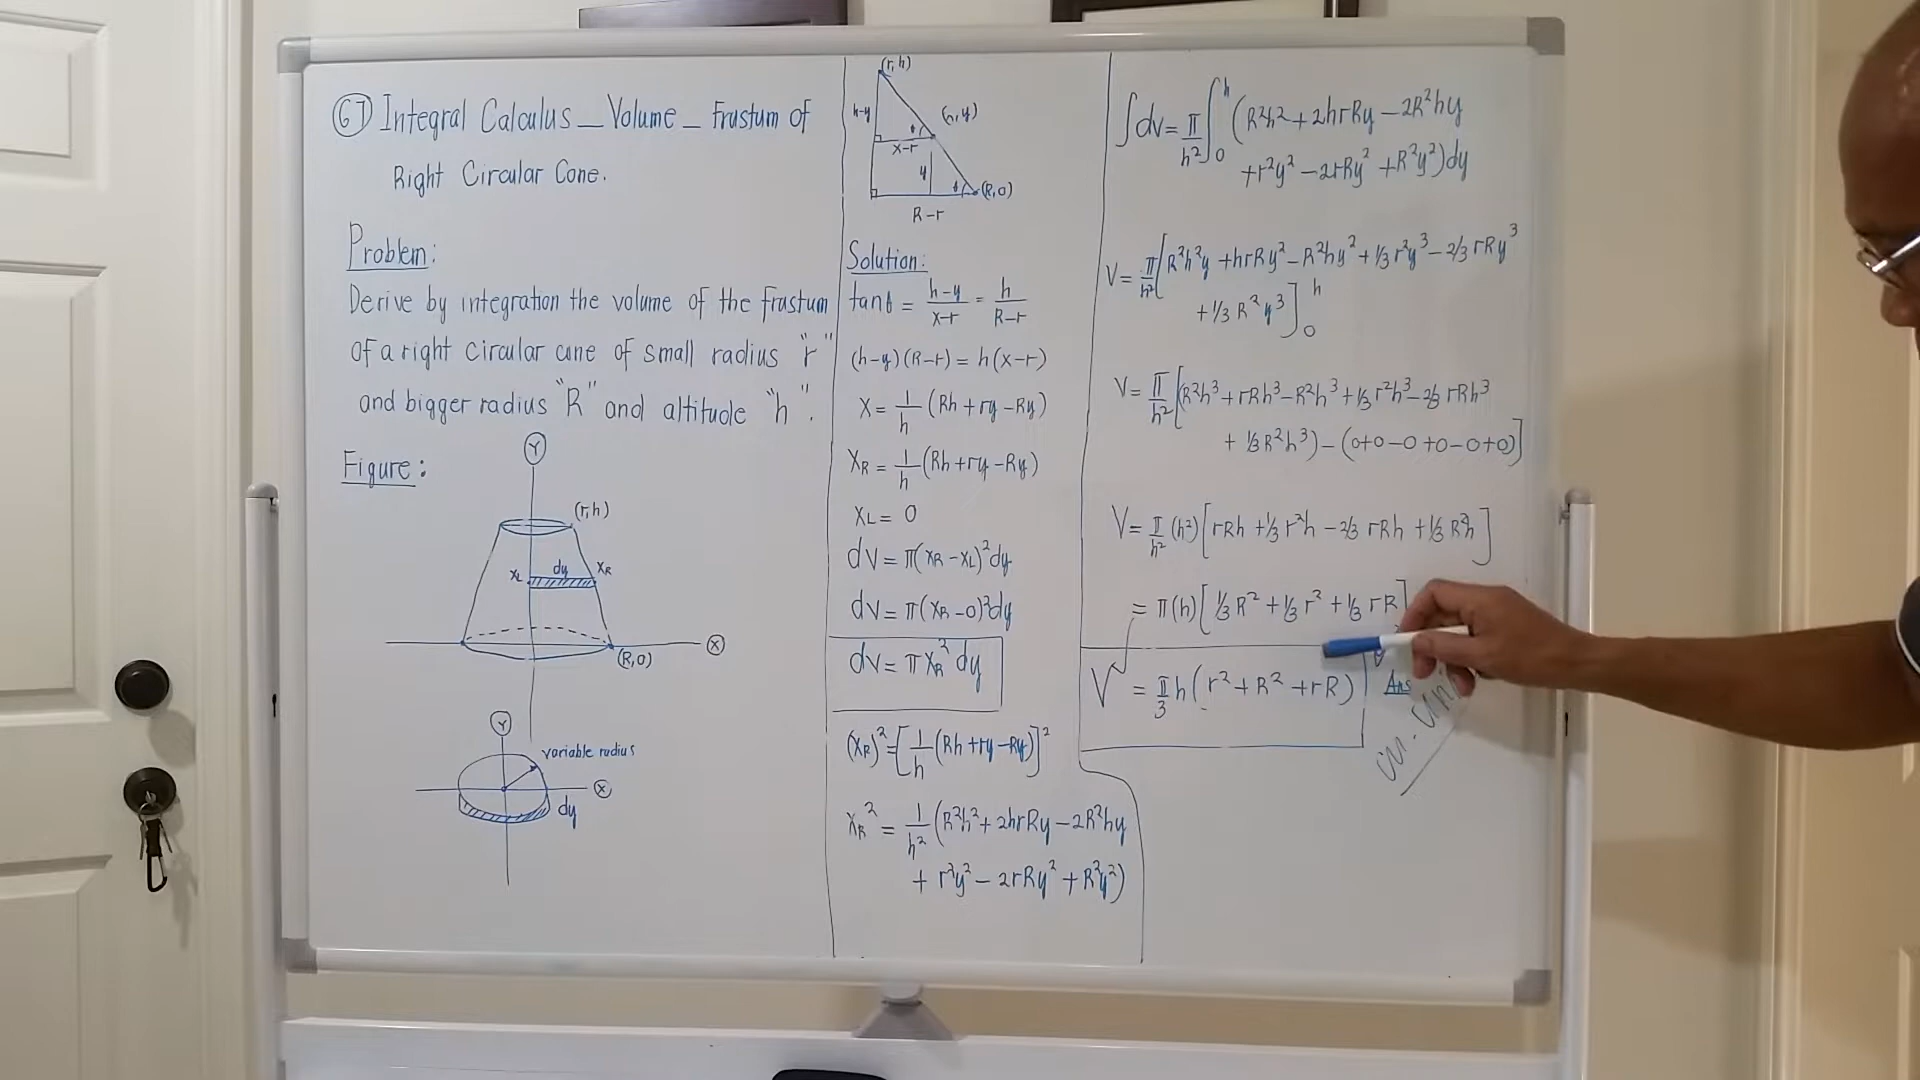 67 Integral Calculus _ Volume _ Frustum of
Right Circular Cone.
Problem:
Derive by integration the volume of the frustum
of a right circular cone of small radius "r"
and bigger radius "R" and altitude "h".
Figure:
Y
(r, h)
xL dy xR
X
(R, 0)
Y
variable radius
X
dy
(r, h)
h-y
(x, y)
θ
x-r
y
θ (R, 0)
R-r
Solution:
tanθ = h-y/x-r = h/R-r
(h-y)(R-r) = h(x-r)
X = 1/h (Rh + ry - Ry)
XR = 1/h (Rh + ry - Ry)
XL = 0
dv = π(XR - XL)² dy
dv = π(XR - 0)² dy
dv = π XR² dy
(XR)² = [1/h (Rh + ry - Ry)]²
XR² = 1/h² (R²h² + 2hrRy - 2R²hy
+ r²y² - 2rRy² + R²y²)
∫dv = π/h² ∫₀ʰ (R²h² + 2hrRy - 2R²hy
+ r²y² - 2rRy² + R²y²) dy
V = π/h² [R²h²y + hrRy² - R²hy² + 1/3 r²y³ - 2/3 rRy³
+ 1/3 R²y³]₀ʰ
V = π/h² [(R²h³ + rRh³ - R²h³ + 1/3 r²h³ - 2/3 rRh³
+ 1/3 R²h³) - (0+0-0+0-0+0)]
V = π/h² (h²) [rRh + 1/3 r²h - 2/3 rRh + 1/3 R²h]
= π(h) [1/3 R² + 1/3 r² + 1/3 rR]
V = π/3 h (r² + R² + rR)
Ans